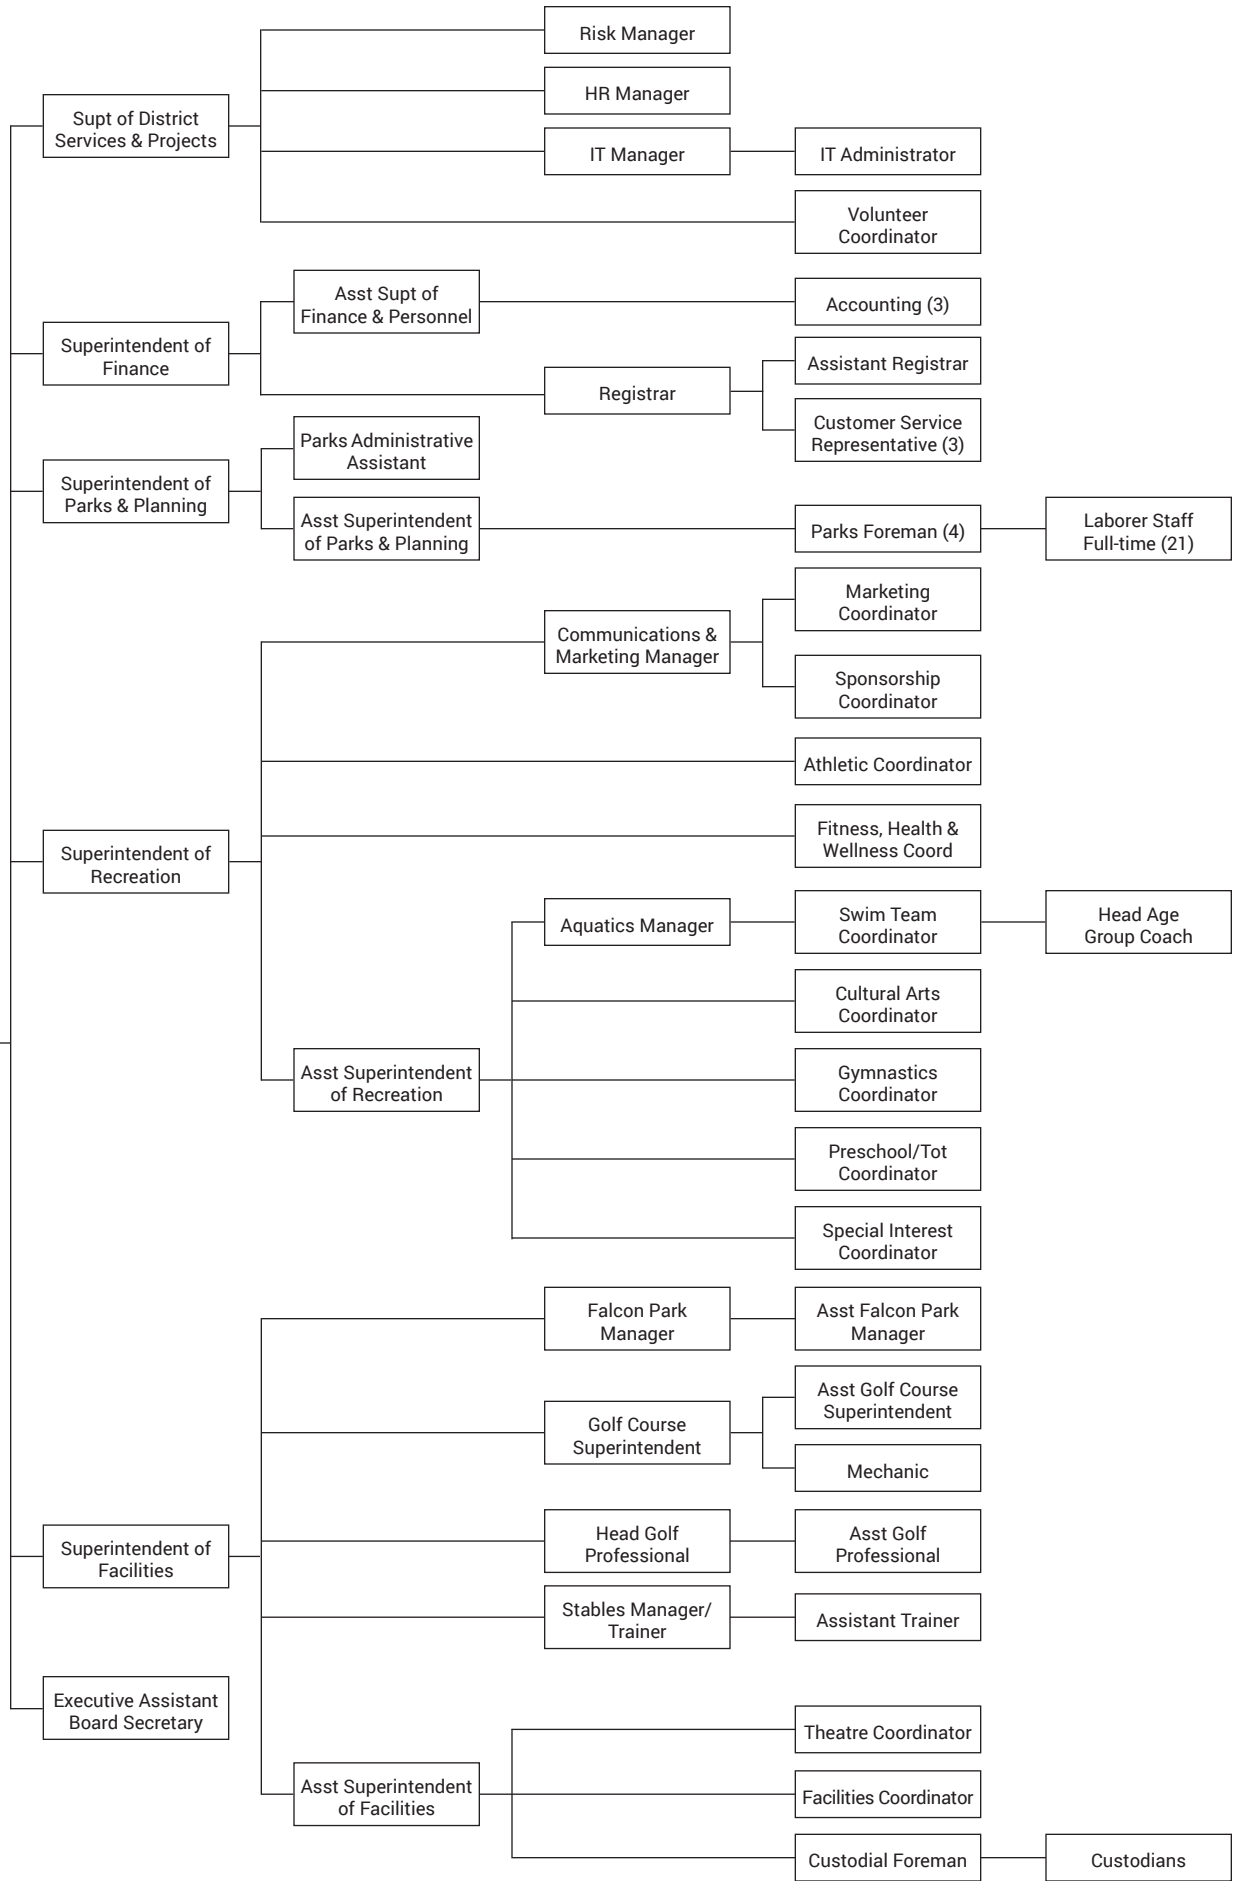 Risk Manager
HR Manager
Supt of District
Services & Projects
IT Manager
IT Administrator
Volunteer
Coordinator
Asst Supt of
Finance & Personnel
Accounting (3)
Superintendent of
Finance
Assistant Registrar
Registrar
Customer Service
Representative (3)
Parks Administrative
Assistant
Superintendent of
Parks & Planning
Asst Superintendent
of Parks & Planning
Parks Foreman (4)
Laborer Staff
Full-time (21)
Marketing
Coordinator
Communications &
Marketing Manager
Sponsorship
Coordinator
Athletic Coordinator
Fitness, Health &
Wellness Coord
Superintendent of
Recreation
Aquatics Manager
Swim Team
Coordinator
Head Age
Group Coach
Cultural Arts
Coordinator
Asst Superintendent
of Recreation
Gymnastics
Coordinator
Preschool/Tot
Coordinator
Special Interest
Coordinator
Falcon Park
Manager
Asst Falcon Park
Manager
Asst Golf Course
Superintendent
Golf Course
Superintendent
Mechanic
Head Golf
Professional
Asst Golf
Professional
Superintendent of
Facilities
Stables Manager/
Trainer
Assistant Trainer
Executive Assistant
Board Secretary
Theatre Coordinator
Asst Superintendent
of Facilities
Facilities Coordinator
Custodial Foreman
Custodians